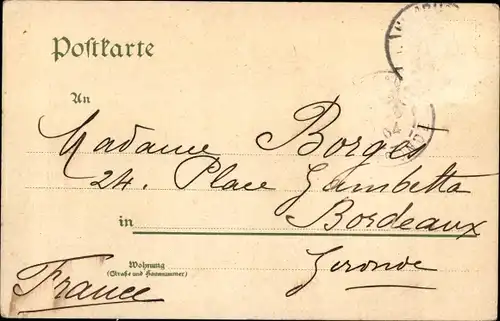 Postkarte
An
Madame Borges
24. Place Gambetta
in Bordeaux
Wohnung
(Straße und Hausnummer)
Gironde
France